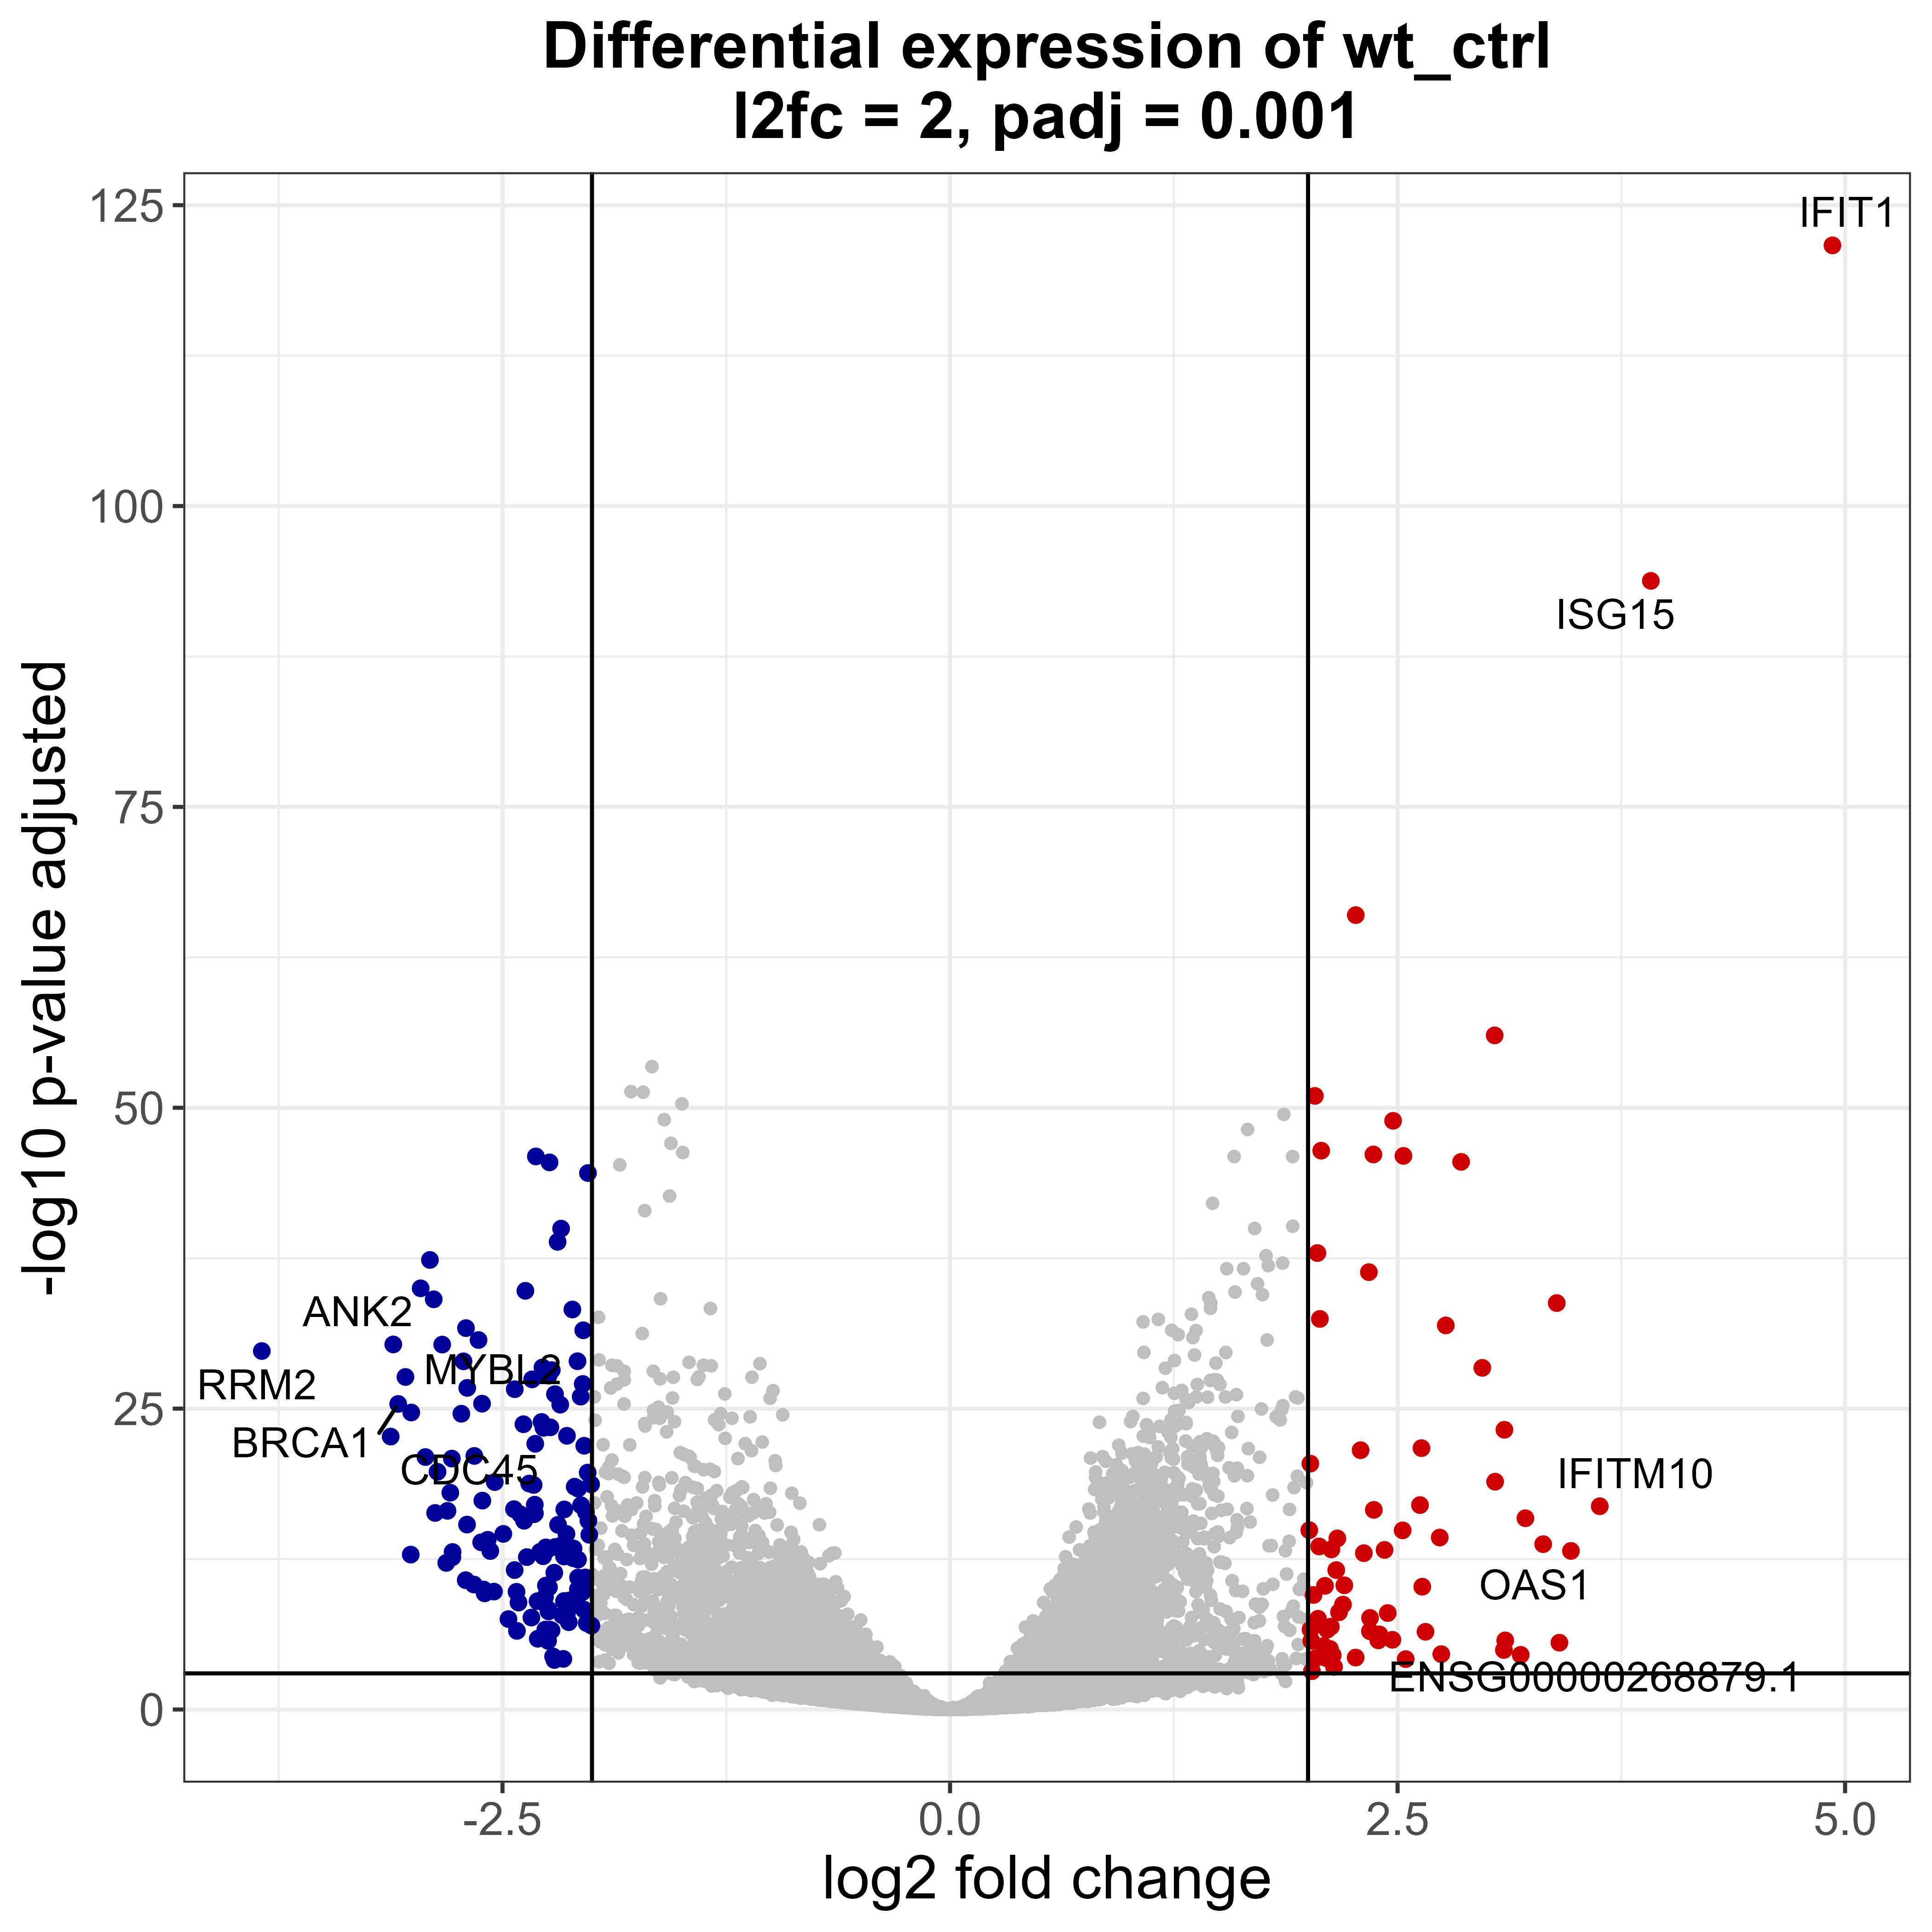 Differential expression of wt_ctrl
l2fc = 2, padj = 0.001
-log10 p-value adjusted
125
100
75
50
25
0
IFIT1
ISG15
ANK2
RRM2
MYBL2
BRCA1
CDC45
IFITM10
OAS1
ENSG00000268879.1
-2.5
0.0
2.5
5.0
log2 fold change